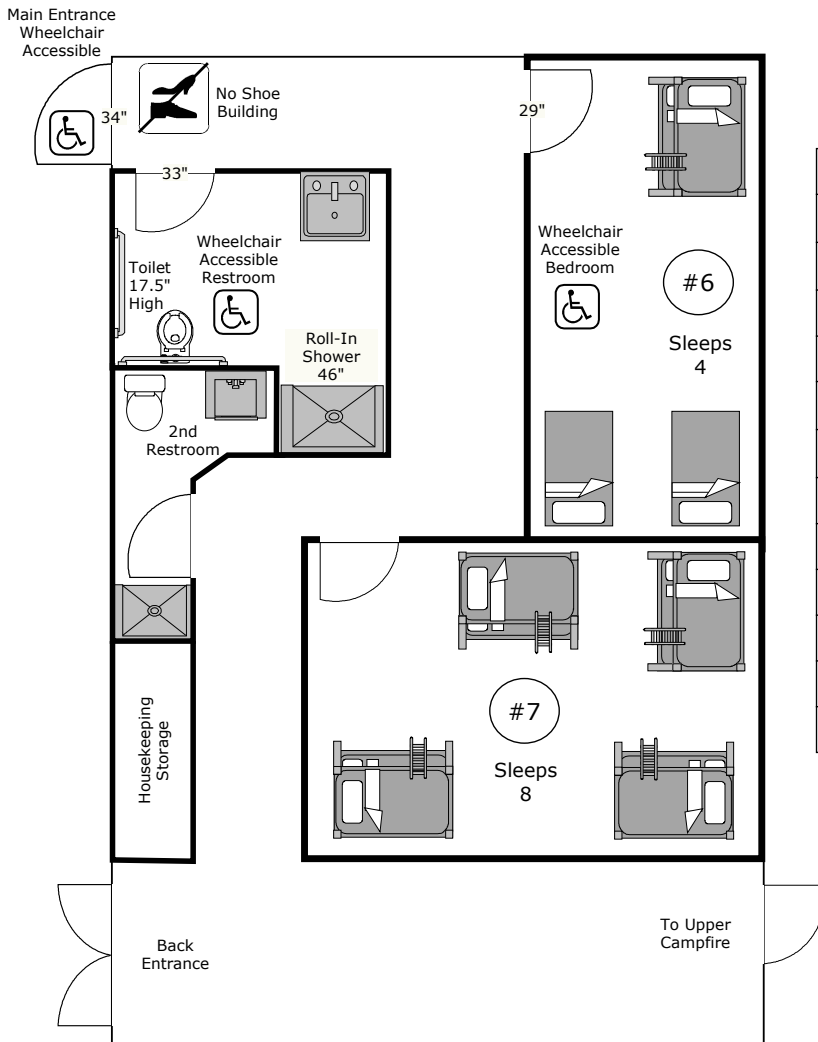 Main Entrance
Wheelchair
Accessible
34"
No Shoe
Building
29"
33"
Wheelchair
Accessible
Restroom
Toilet
17.5"
High
Roll-In
Shower
46"
Wheelchair
Accessible
Bedroom
#6
Sleeps
4
2nd
Restroom
Housekeeping
Storage
#7
Sleeps
8
Back
Entrance
To Upper
Campfire